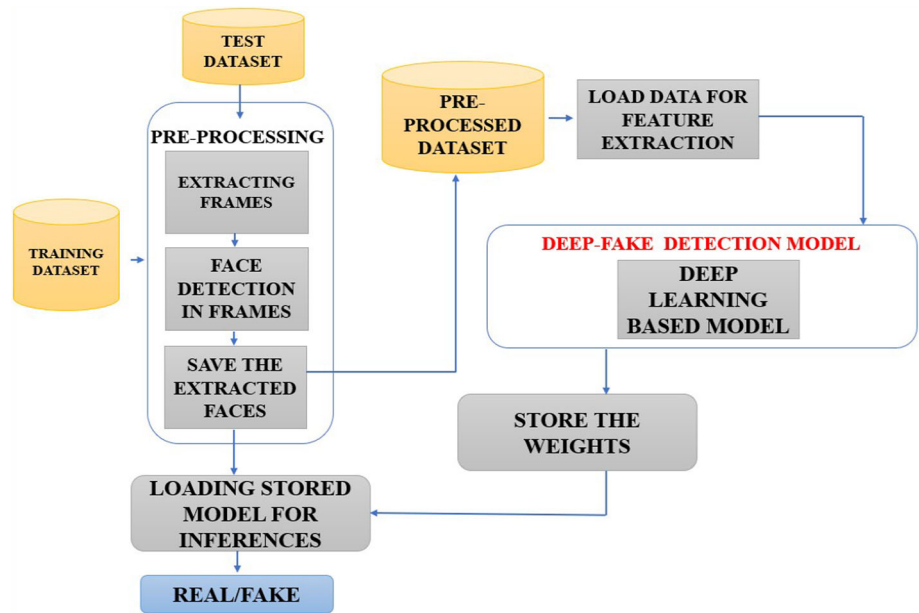 TEST
DATASET
PRE-PROCESSING
EXTRACTING
FRAMES
TRAINING
DATASET
FACE
DETECTION
IN FRAMES
SAVE THE
EXTRACTED
FACES
PRE-
PROCESSED
DATASET
LOAD DATA FOR
FEATURE
EXTRACTION
DEEP-FAKE DETECTION MODEL
DEEP
LEARNING
BASED MODEL
STORE THE
WEIGHTS
LOADING STORED
MODEL FOR
INFERENCES
REAL/FAKE